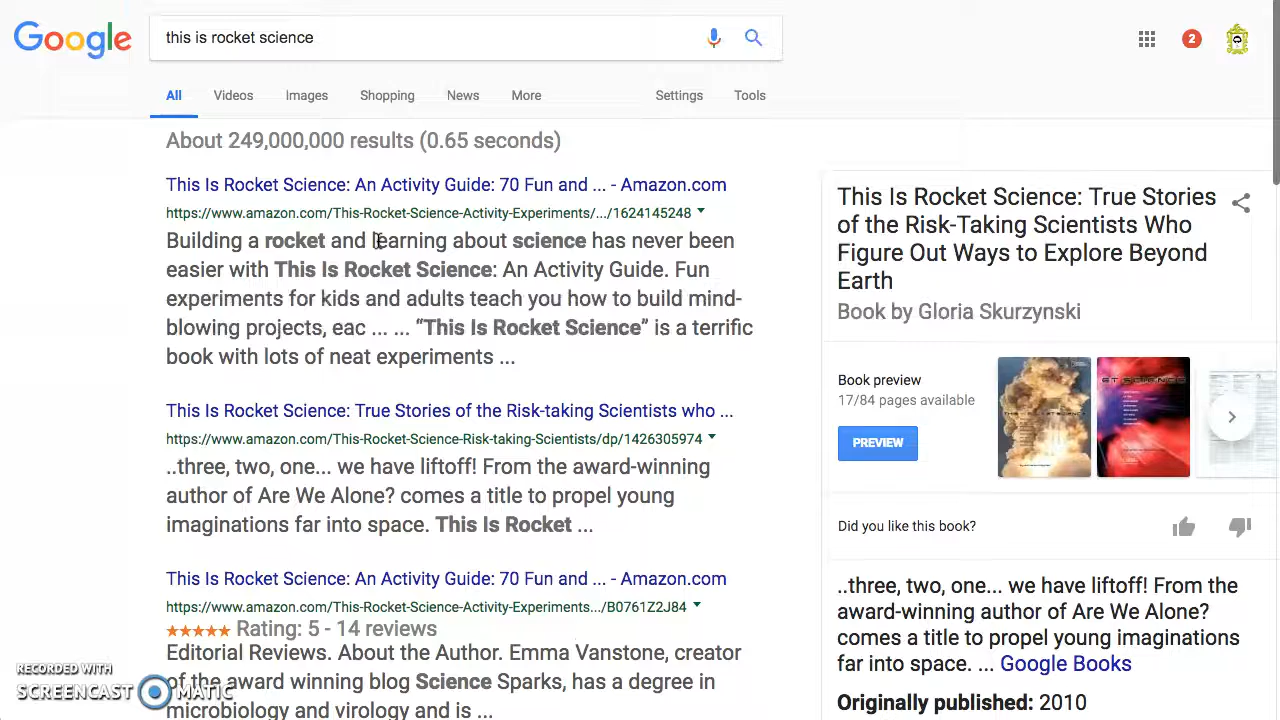 Google
this is rocket science
2
All Videos Images Shopping News More Settings Tools
About 249,000,000 results (0.65 seconds)
This Is Rocket Science: An Activity Guide: 70 Fun and ... - Amazon.com
https://www.amazon.com/This-Rocket-Science-Activity-Experiments/.../1624145248
Building a rocket and learning about science has never been
easier with This Is Rocket Science: An Activity Guide. Fun
experiments for kids and adults teach you how to build mind-
blowing projects, eac ... ... “This Is Rocket Science” is a terrific
book with lots of neat experiments ...
This Is Rocket Science: True Stories of the Risk-taking Scientists who ...
https://www.amazon.com/This-Rocket-Science-Risk-taking-Scientists/dp/1426305974
..three, two, one... we have liftoff! From the award-winning
author of Are We Alone? comes a title to propel young
imaginations far into space. This Is Rocket ...
This Is Rocket Science: An Activity Guide: 70 Fun and ... - Amazon.com
https://www.amazon.com/This-Rocket-Science-Activity-Experiments.../B0761Z2J84
Rating: 5 - 14 reviews
Editorial Reviews. About the Author. Emma Vanstone, creator
of the award winning blog Science Sparks, has a degree in
microbiology and virology and is ...
This Is Rocket Science: True Stories
of the Risk-Taking Scientists Who
Figure Out Ways to Explore Beyond
Earth
Book by Gloria Skurzynski
Book preview
17/84 pages available
PREVIEW
Did you like this book?
..three, two, one... we have liftoff! From the
award-winning author of Are We Alone?
comes a title to propel young imaginations
far into space. ... Google Books
Originally published: 2010
RECORDED WITH
SCREENCAST MATIC